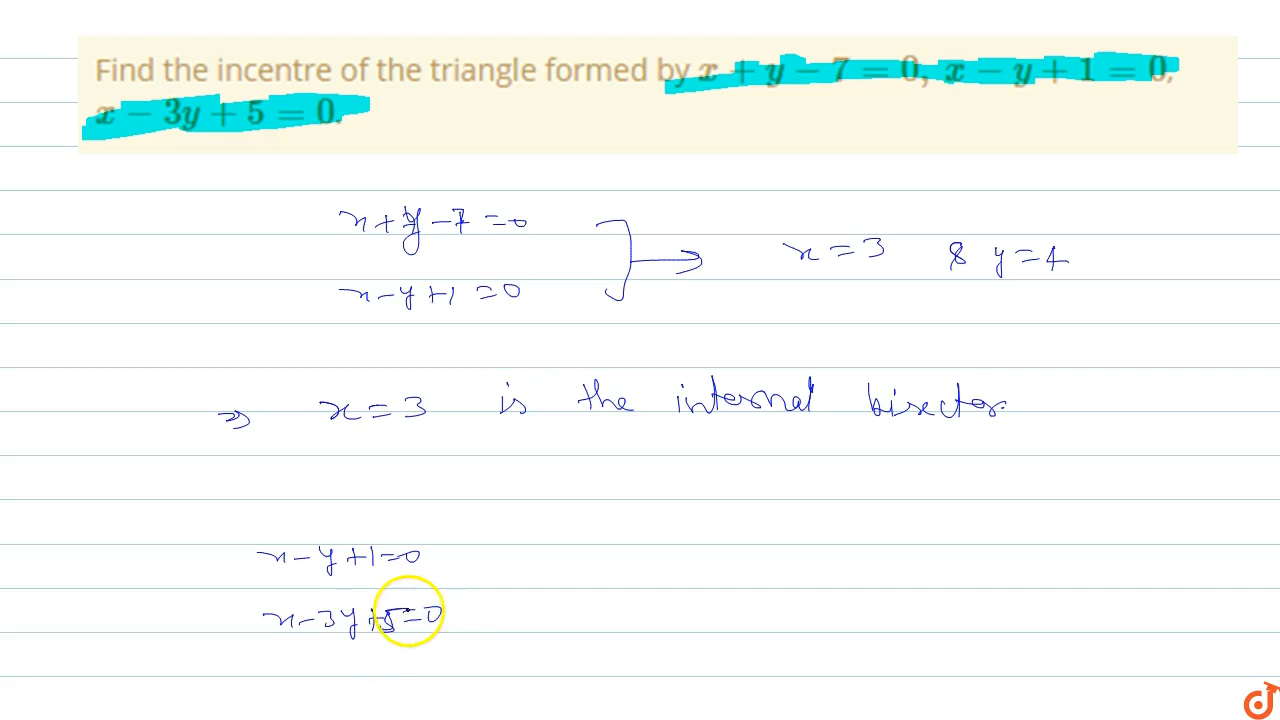 Find the incentre of the triangle formed by x + y − 7 = 0, x − y + 1 = 0,
x − 3y + 5 = 0.
x + y − 7 = 0
x = 3 & y = 4
x − y + 1 = 0
⇒ x = 3 is the internal bisector.
x − y + 1 = 0
x − 3y + 5 = 0